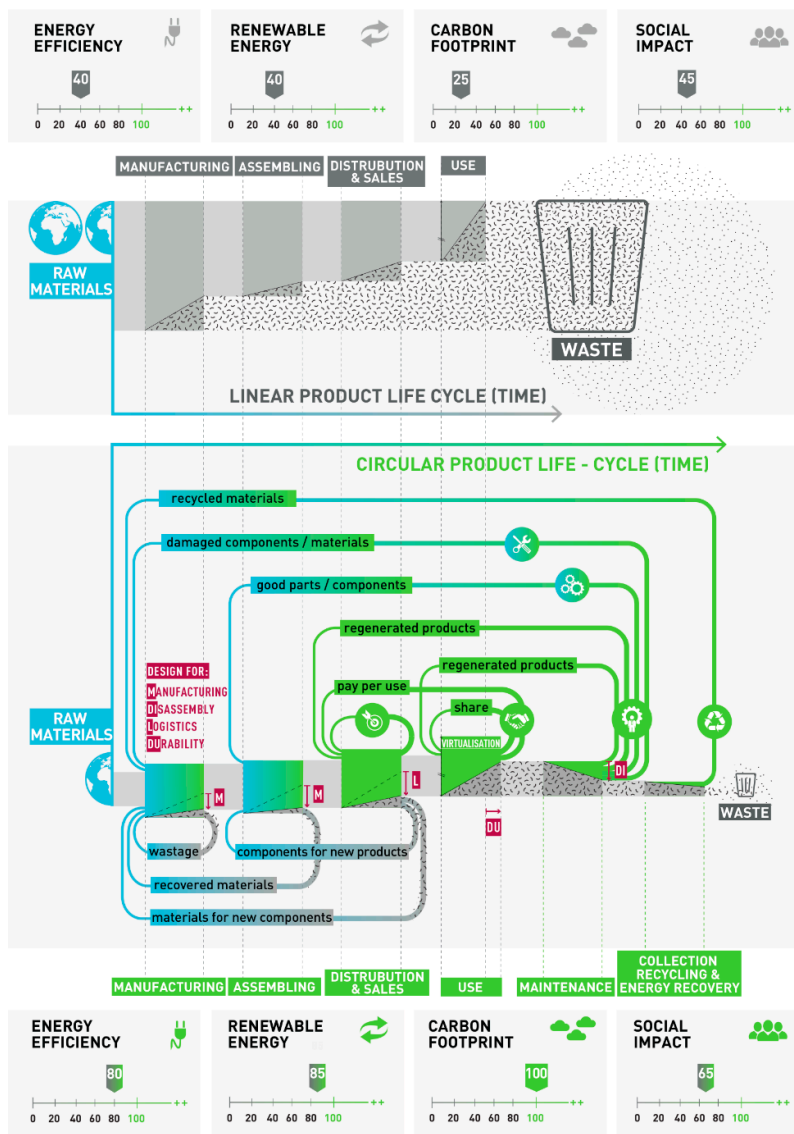 ENERGY
EFFICIENCY
40
0 20 40 60 80 100 ++
RENEWABLE
ENERGY
40
0 20 40 60 80 100 ++
CARBON
FOOTPRINT
25
0 20 40 60 80 100 ++
SOCIAL
IMPACT
45
0 20 40 60 80 100 ++
MANUFACTURING
ASSEMBLING
DISTRUBUTION
& SALES
USE
RAW
MATERIALS
WASTE
LINEAR PRODUCT LIFE CYCLE (TIME)
CIRCULAR PRODUCT LIFE - CYCLE (TIME)
recycled materials
damaged components / materials
good parts / components
regenerated products
regenerated products
pay per use
share
VIRTUALISATION
DESIGN FOR:
MANUFACTURING
DISASSEMBLY
LOGISTICS
DURABILITY
RAW
MATERIALS
M
M
L
DI
DU
WASTE
wastage
components for new products
recovered materials
materials for new components
MANUFACTURING
ASSEMBLING
DISTRUBUTION
& SALES
USE
MAINTENANCE
COLLECTION
RECYCLING &
ENERGY RECOVERY
ENERGY
EFFICIENCY
80
0 20 40 60 80 100 ++
RENEWABLE
ENERGY
85
0 20 40 60 80 100 ++
CARBON
FOOTPRINT
100
0 20 40 60 80 100 ++
SOCIAL
IMPACT
65
0 20 40 60 80 100 ++